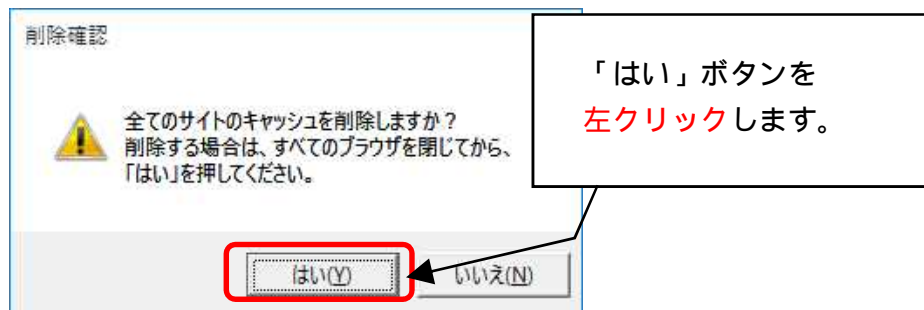 削除確認
全てのサイトのキャッシュを削除しますか？
削除する場合は、すべてのブラウザを閉じてから、
「はい」を押してください。
はい(Y)
いいえ(N)
「はい」ボタンを
左クリックします。